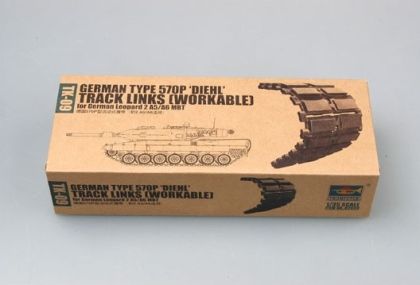 TK-09
GERMAN TYPE 570P 'DIEHL'
TRACK LINKS (WORKABLE)
for German Leopard 2 A5/A6 MBT
TK-09
GERMAN TYPE 570P 'DIEHL'
TRACK LINKS (WORKABLE)
for German Leopard 2 A5/A6 MBT
TRUMPETER
1/35 SCALE